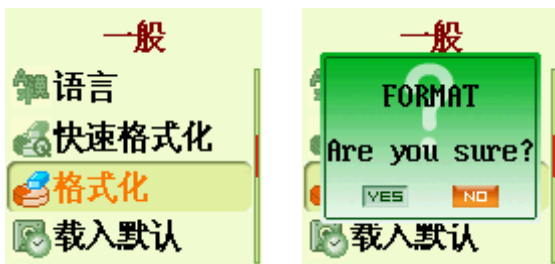 一般
语言
快速格式化
格式化
载入默认
一般
FORMAT
Are you sure?
YES NO
载入默认